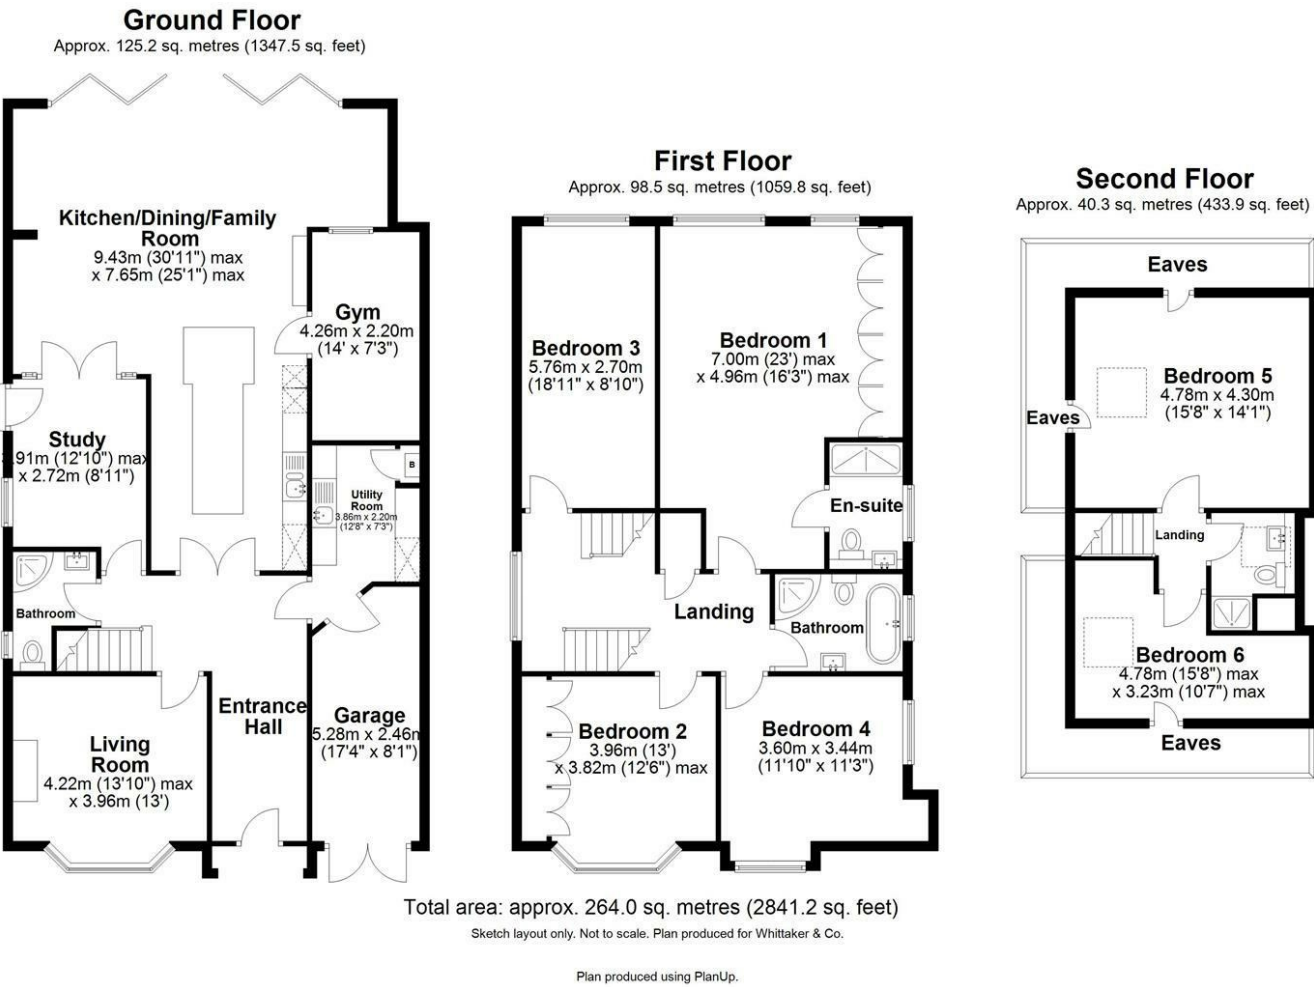 Ground Floor
Approx. 125.2 sq. metres (1347.5 sq. feet)
Kitchen/Dining/Family
Room
9.43m (30'11") max
x 7.65m (25'1") max
Gym
4.26m x 2.20m
(14' x 7'3")
Study
.91m (12'10") max
x 2.72m (8'11")
B
Utility
Room
3.86m x 2.20m
(12'8" x 7'3")
Bathroom
Entrance
Hall
Garage
5.28m x 2.46m
(17'4" x 8'1")
Living
Room
4.22m (13'10") max
x 3.96m (13')
First Floor
Approx. 98.5 sq. metres (1059.8 sq. feet)
Bedroom 3
5.76m x 2.70m
(18'11" x 8'10")
Bedroom 1
7.00m (23') max
x 4.96m (16'3") max
En-suite
Landing
Bathroom
Bedroom 2
3.96m (13')
x 3.82m (12'6") max
Bedroom 4
3.60m x 3.44m
(11'10" x 11'3")
Second Floor
Approx. 40.3 sq. metres (433.9 sq. feet)
Eaves
Bedroom 5
4.78m x 4.30m
(15'8" x 14'1")
Eaves
Landing
Bedroom 6
4.78m (15'8") max
x 3.23m (10'7") max
Eaves
Total area: approx. 264.0 sq. metres (2841.2 sq. feet)
Sketch layout only. Not to scale. Plan produced for Whittaker & Co.
Plan produced using PlanUp.